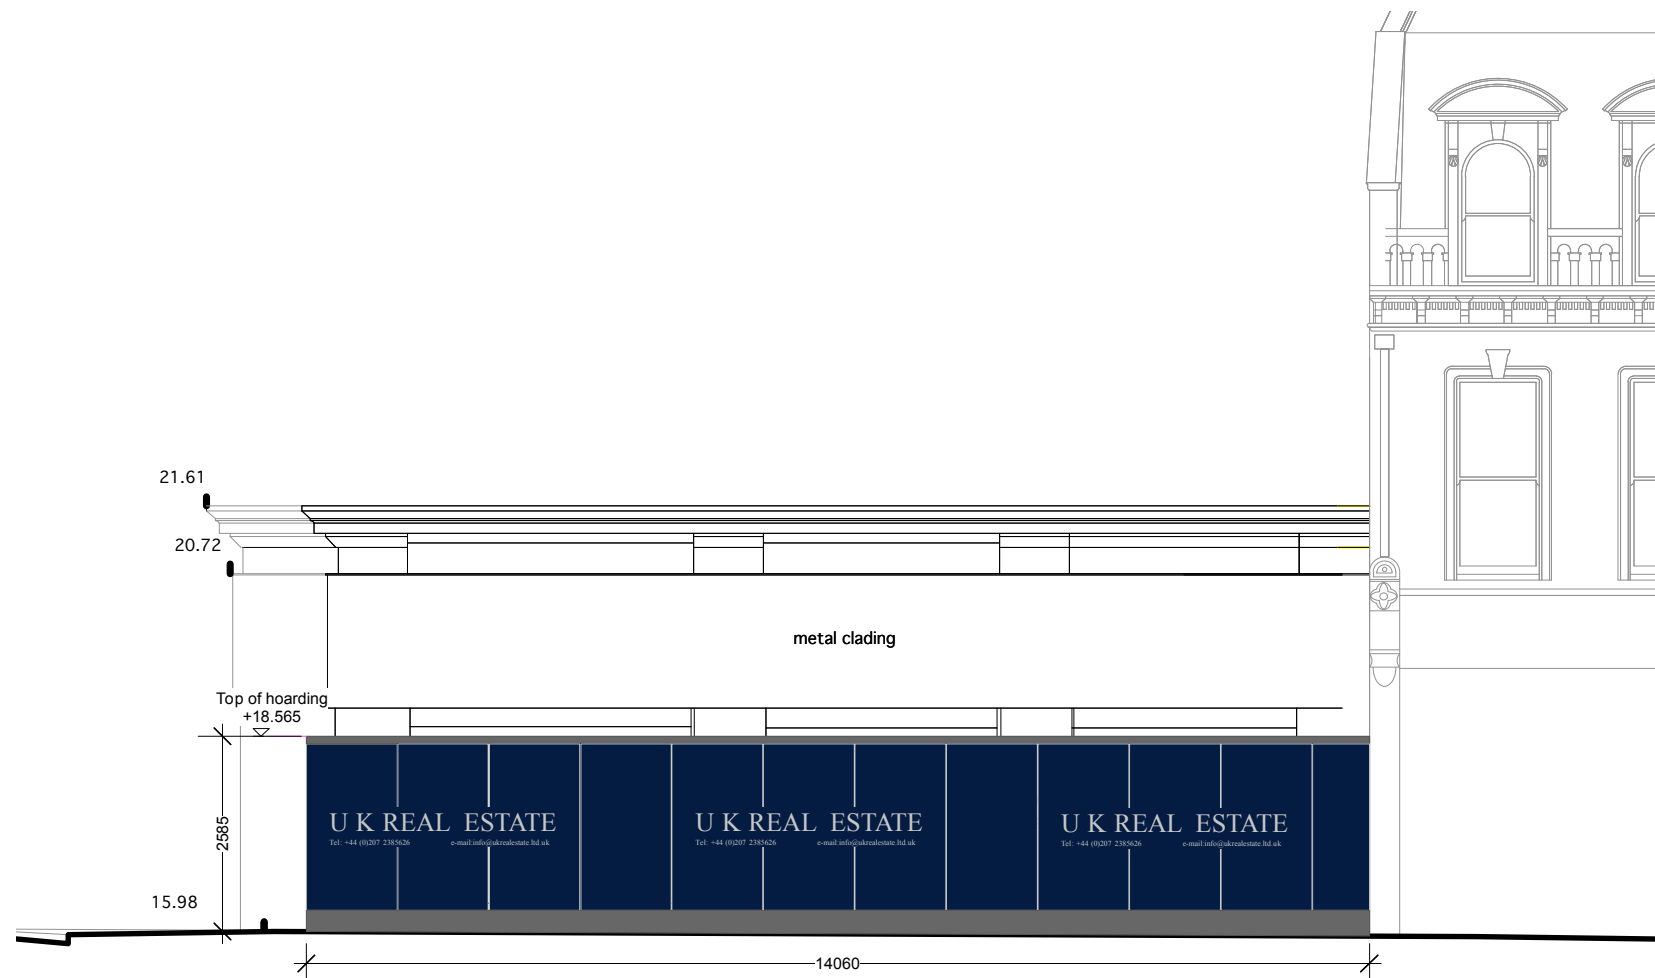 21.61
20.72
metal clading
Top of hoarding
+18.565
2585
U K REAL ESTATE
Tel: +44 (0)207 2385626 e-mail:info@ukrealestate.ltd.uk
U K REAL ESTATE
Tel: +44 (0)207 2385626 e-mail:info@ukrealestate.ltd.uk
U K REAL ESTATE
Tel: +44 (0)207 2385626 e-mail:info@ukrealestate.ltd.uk
15.98
14060